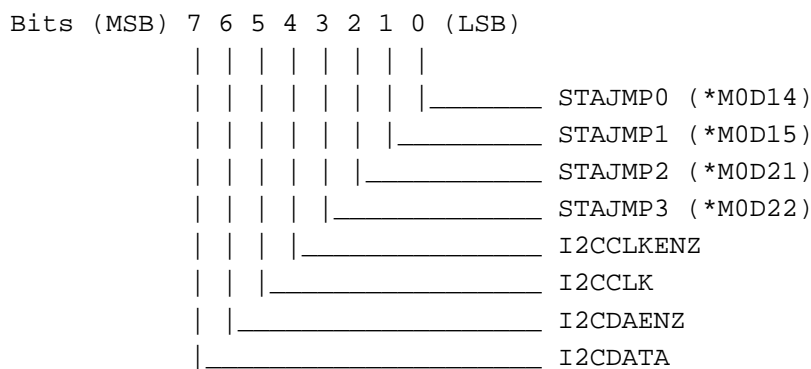 Bits (MSB) 7 6 5 4 3 2 1 0 (LSB)
STAJMP0 (*M0D14)
STAJMP1 (*M0D15)
STAJMP2 (*M0D21)
STAJMP3 (*M0D22)
I2CCLKENZ
I2CCLK
I2CDAENZ
I2CDATA